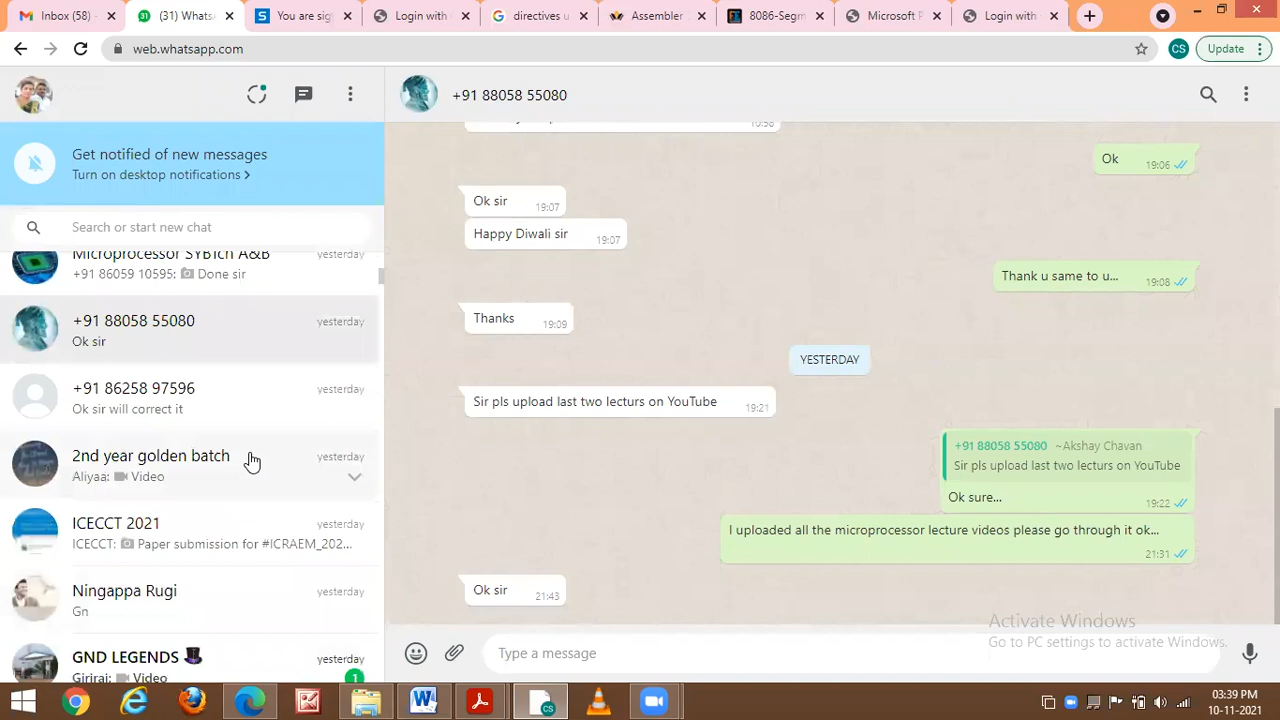 Inbox (58)
(31) Whats
You are sig
Login with
directives u
Assembler
8086-Segm
Microsoft P
Login with
web.whatsapp.com
CS
Update
+91 88058 55080
Get notified of new messages
Turn on desktop notifications >
Search or start new chat
Microprocessor SYBTch A&B
yesterday
+91 86059 10595: Done sir
+91 88058 55080
yesterday
Ok sir
+91 86258 97596
yesterday
Ok sir will correct it
2nd year golden batch
yesterday
Aliyaa: Video
ICECCT 2021
yesterday
ICECCT: Paper submission for #ICRAEM_202...
Ningappa Rugi
yesterday
Gn
GND LEGENDS
yesterday
Girirai: Video
1
10:58
Ok
19:06
Ok sir
19:07
Happy Diwali sir
19:07
Thank u same to u...
19:08
Thanks
19:09
YESTERDAY
Sir pls upload last two lecturs on YouTube
19:21
+91 88058 55080 ~Akshay Chavan
Sir pls upload last two lecturs on YouTube
Ok sure...
19:22
I uploaded all the microprocessor lecture videos please go through it ok...
21:31
Ok sir
21:43
Activate Windows
Go to PC settings to activate Windows.
Type a message
03:39 PM
10-11-2021